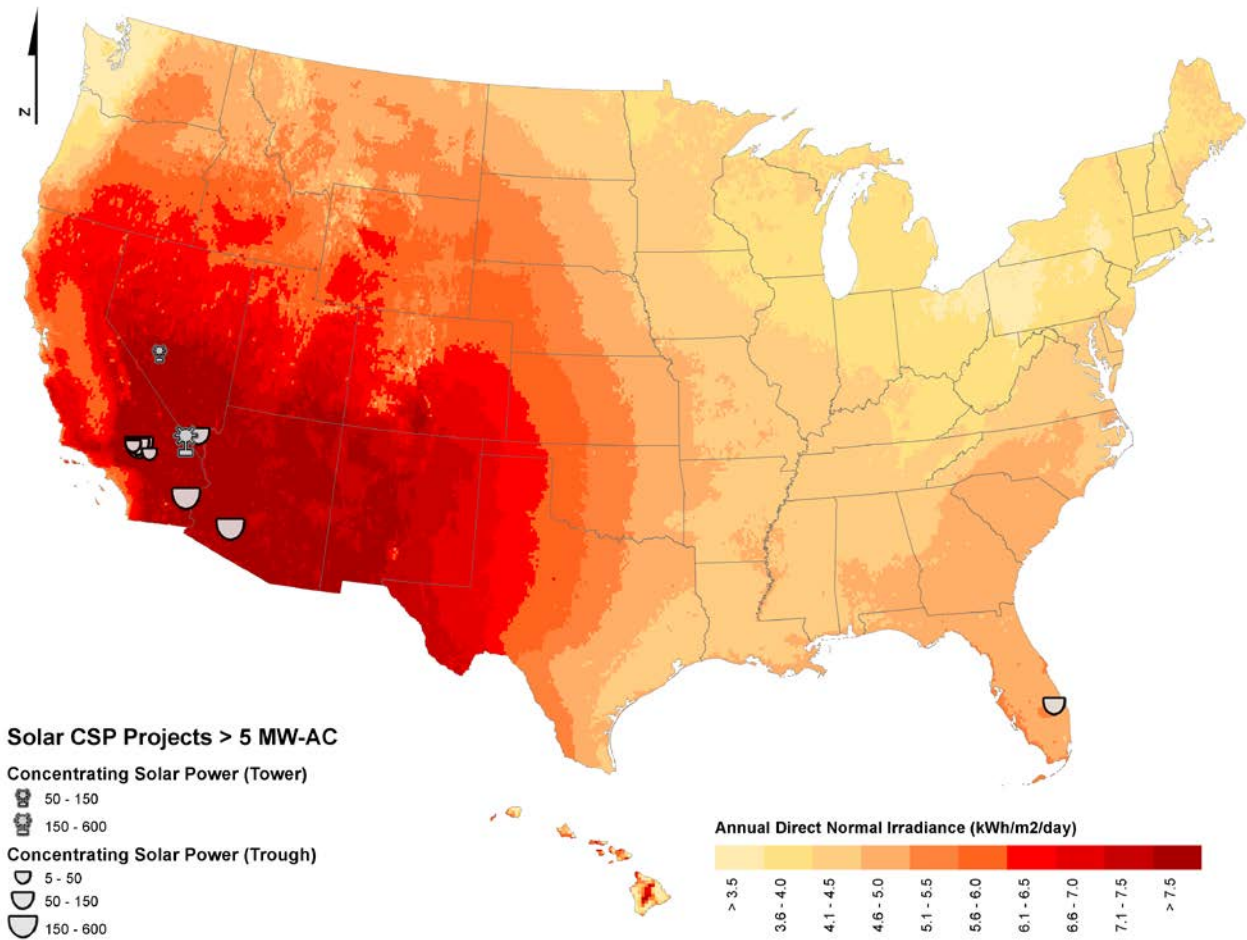 N
Solar CSP Projects > 5 MW-AC
Concentrating Solar Power (Tower)
50 - 150
150 - 600
Concentrating Solar Power (Trough)
5 - 50
50 - 150
150 - 600
Annual Direct Normal Irradiance (kWh/m2/day)
> 3.5
3.6 - 4.0
4.1 - 4.5
4.6 - 5.0
5.1 - 5.5
5.6 - 6.0
6.1 - 6.5
6.6 - 7.0
7.1 - 7.5
> 7.5